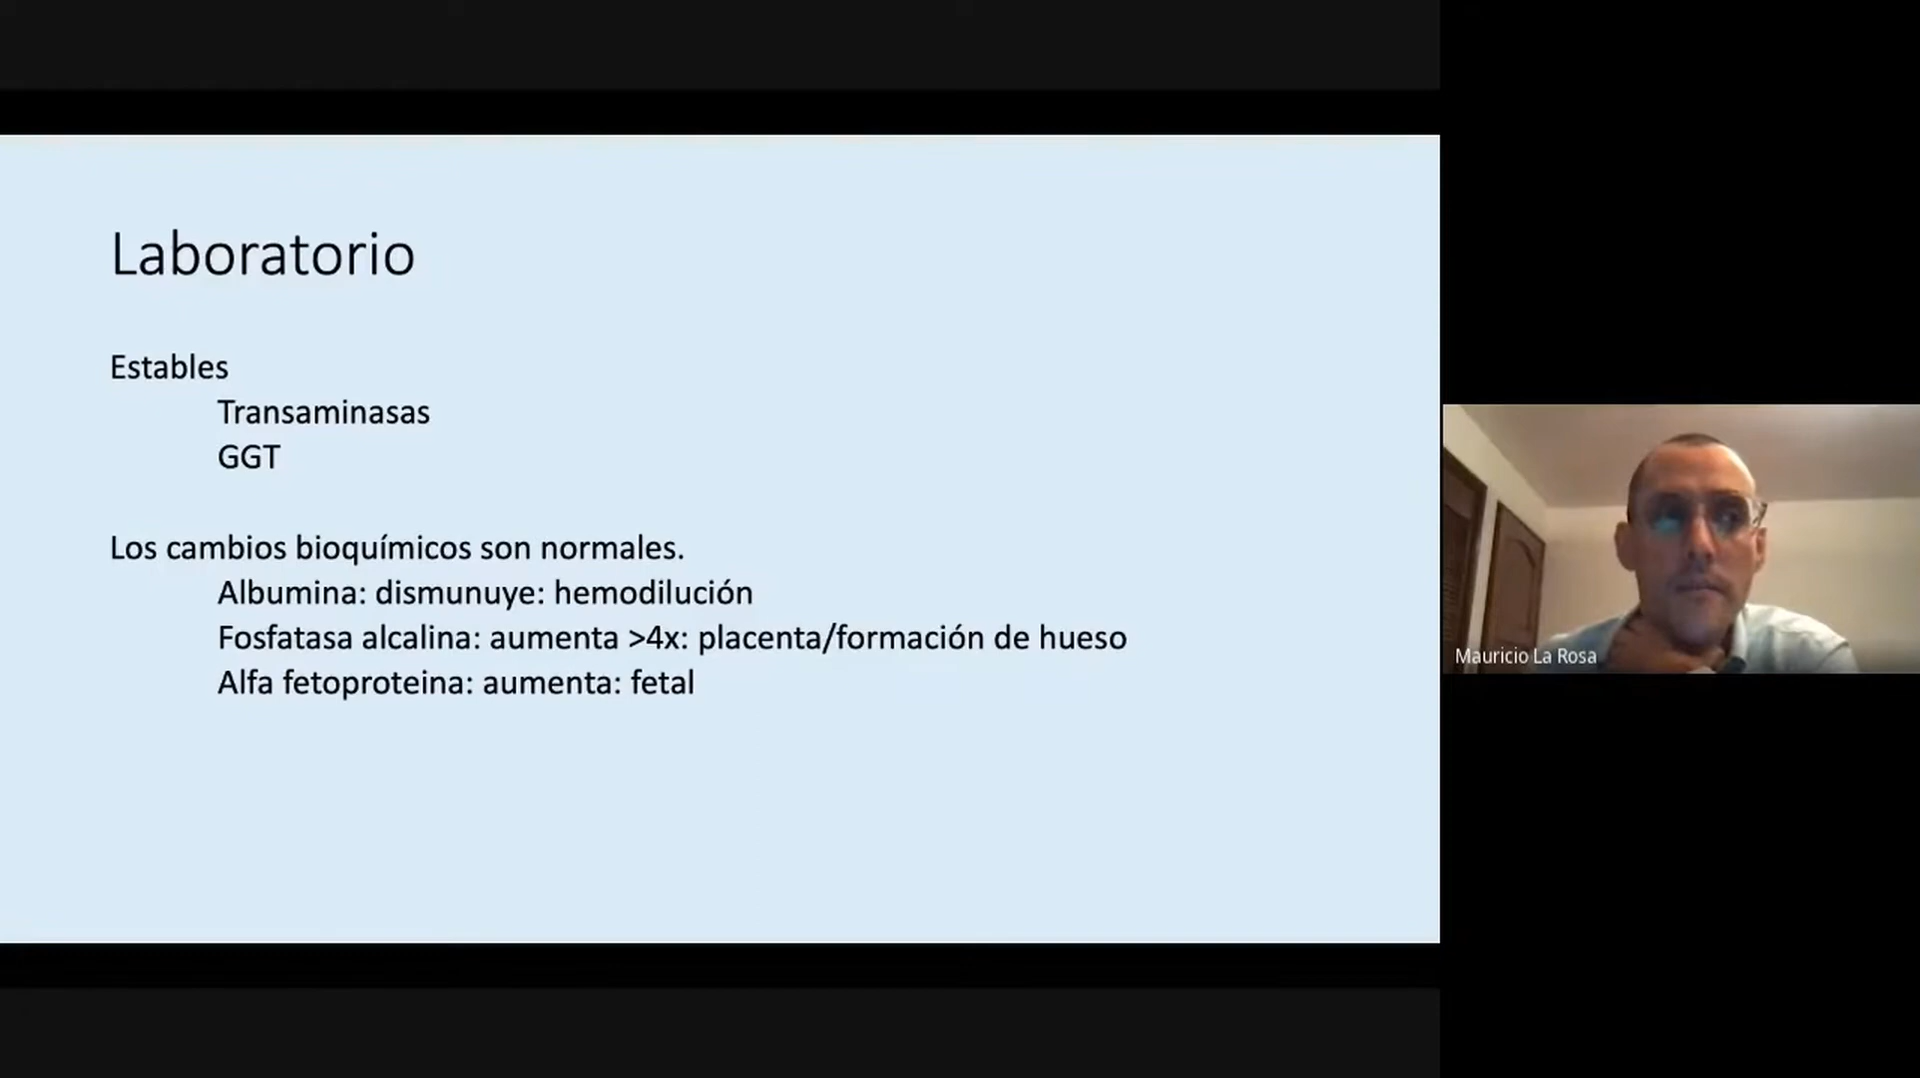 Laboratorio
Estables
Transaminasas
GGT
Los cambios bioquímicos son normales.
Albumina: dismunuye: hemodilución
Fosfatasa alcalina: aumenta >4x: placenta/formación de hueso
Alfa fetoproteina: aumenta: fetal
Mauricio La Rosa